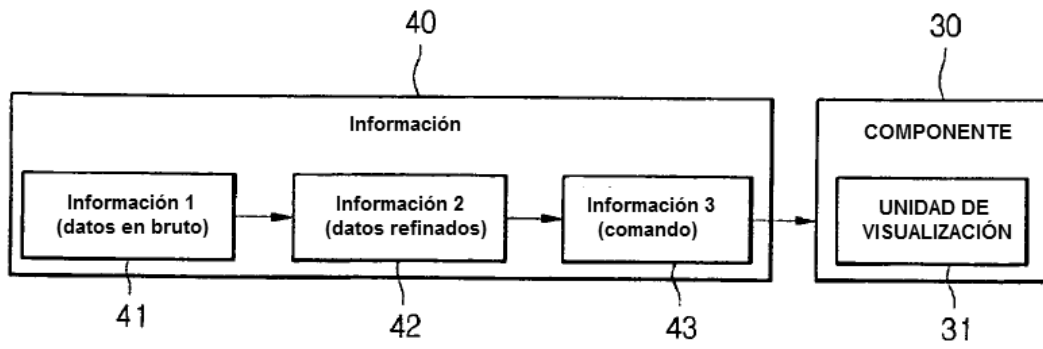 40
30
Información
COMPONENTE
Información 1
(datos en bruto)
Información 2
(datos refinados)
Información 3
(comando)
UNIDAD DE
VISUALIZACIÓN
41
42
43
31